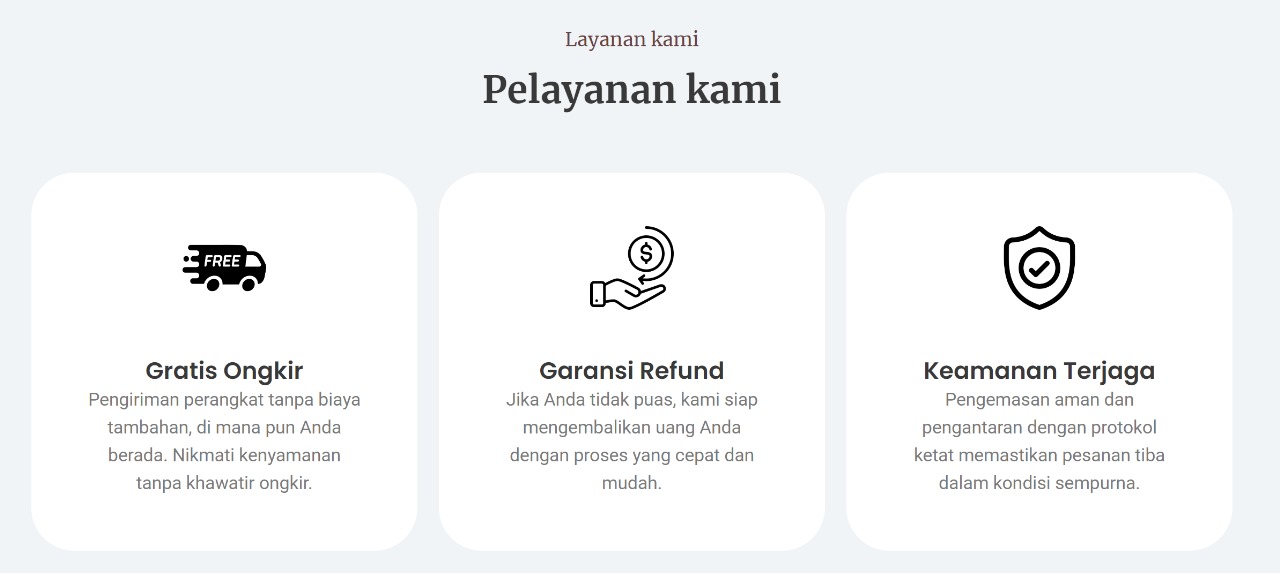 Layanan kami
Pelayanan kami
FREE
Gratis Ongkir
Pengiriman perangkat tanpa biaya
tambahan, di mana pun Anda
berada. Nikmati kenyamanan
tanpa khawatir ongkir.
$
Garansi Refund
Jika Anda tidak puas, kami siap
mengembalikan uang Anda
dengan proses yang cepat dan
mudah.
Keamanan Terjaga
Pengemasan aman dan
pengantaran dengan protokol
ketat memastikan pesanan tiba
dalam kondisi sempurna.